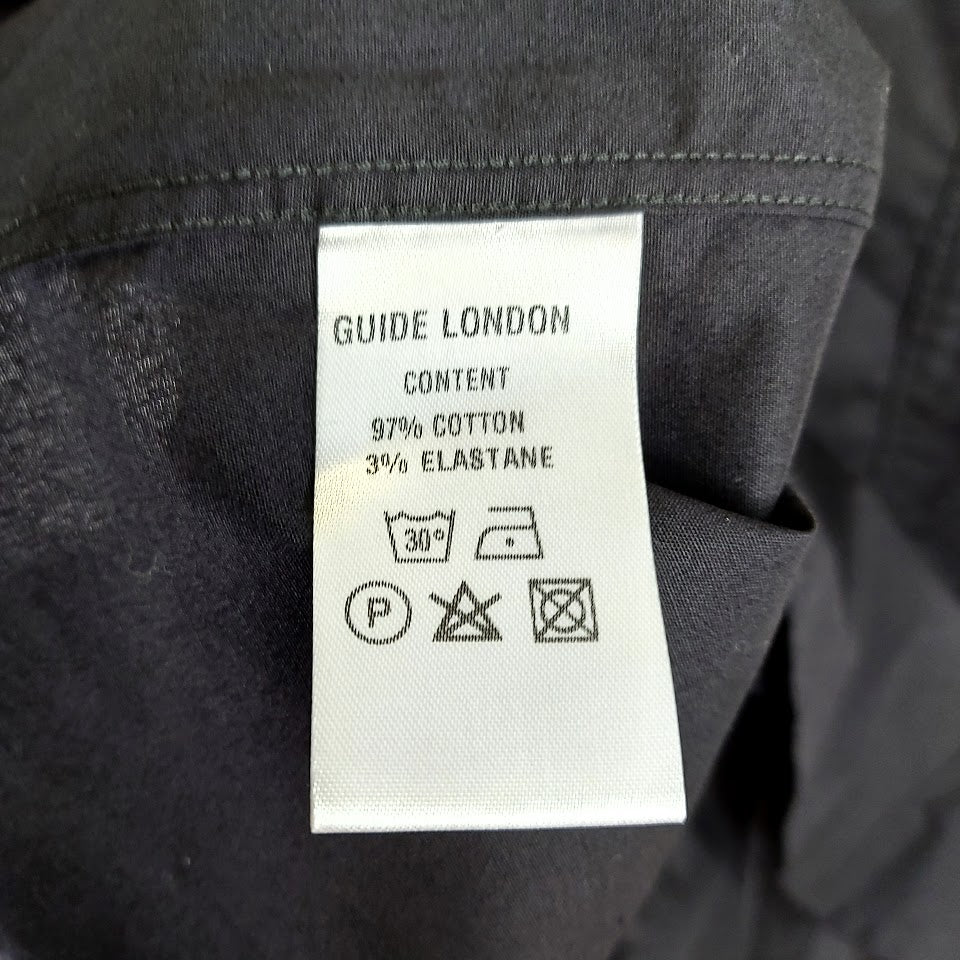 GUIDE LONDON
CONTENT
97% COTTON
3% ELASTANE
30°
P